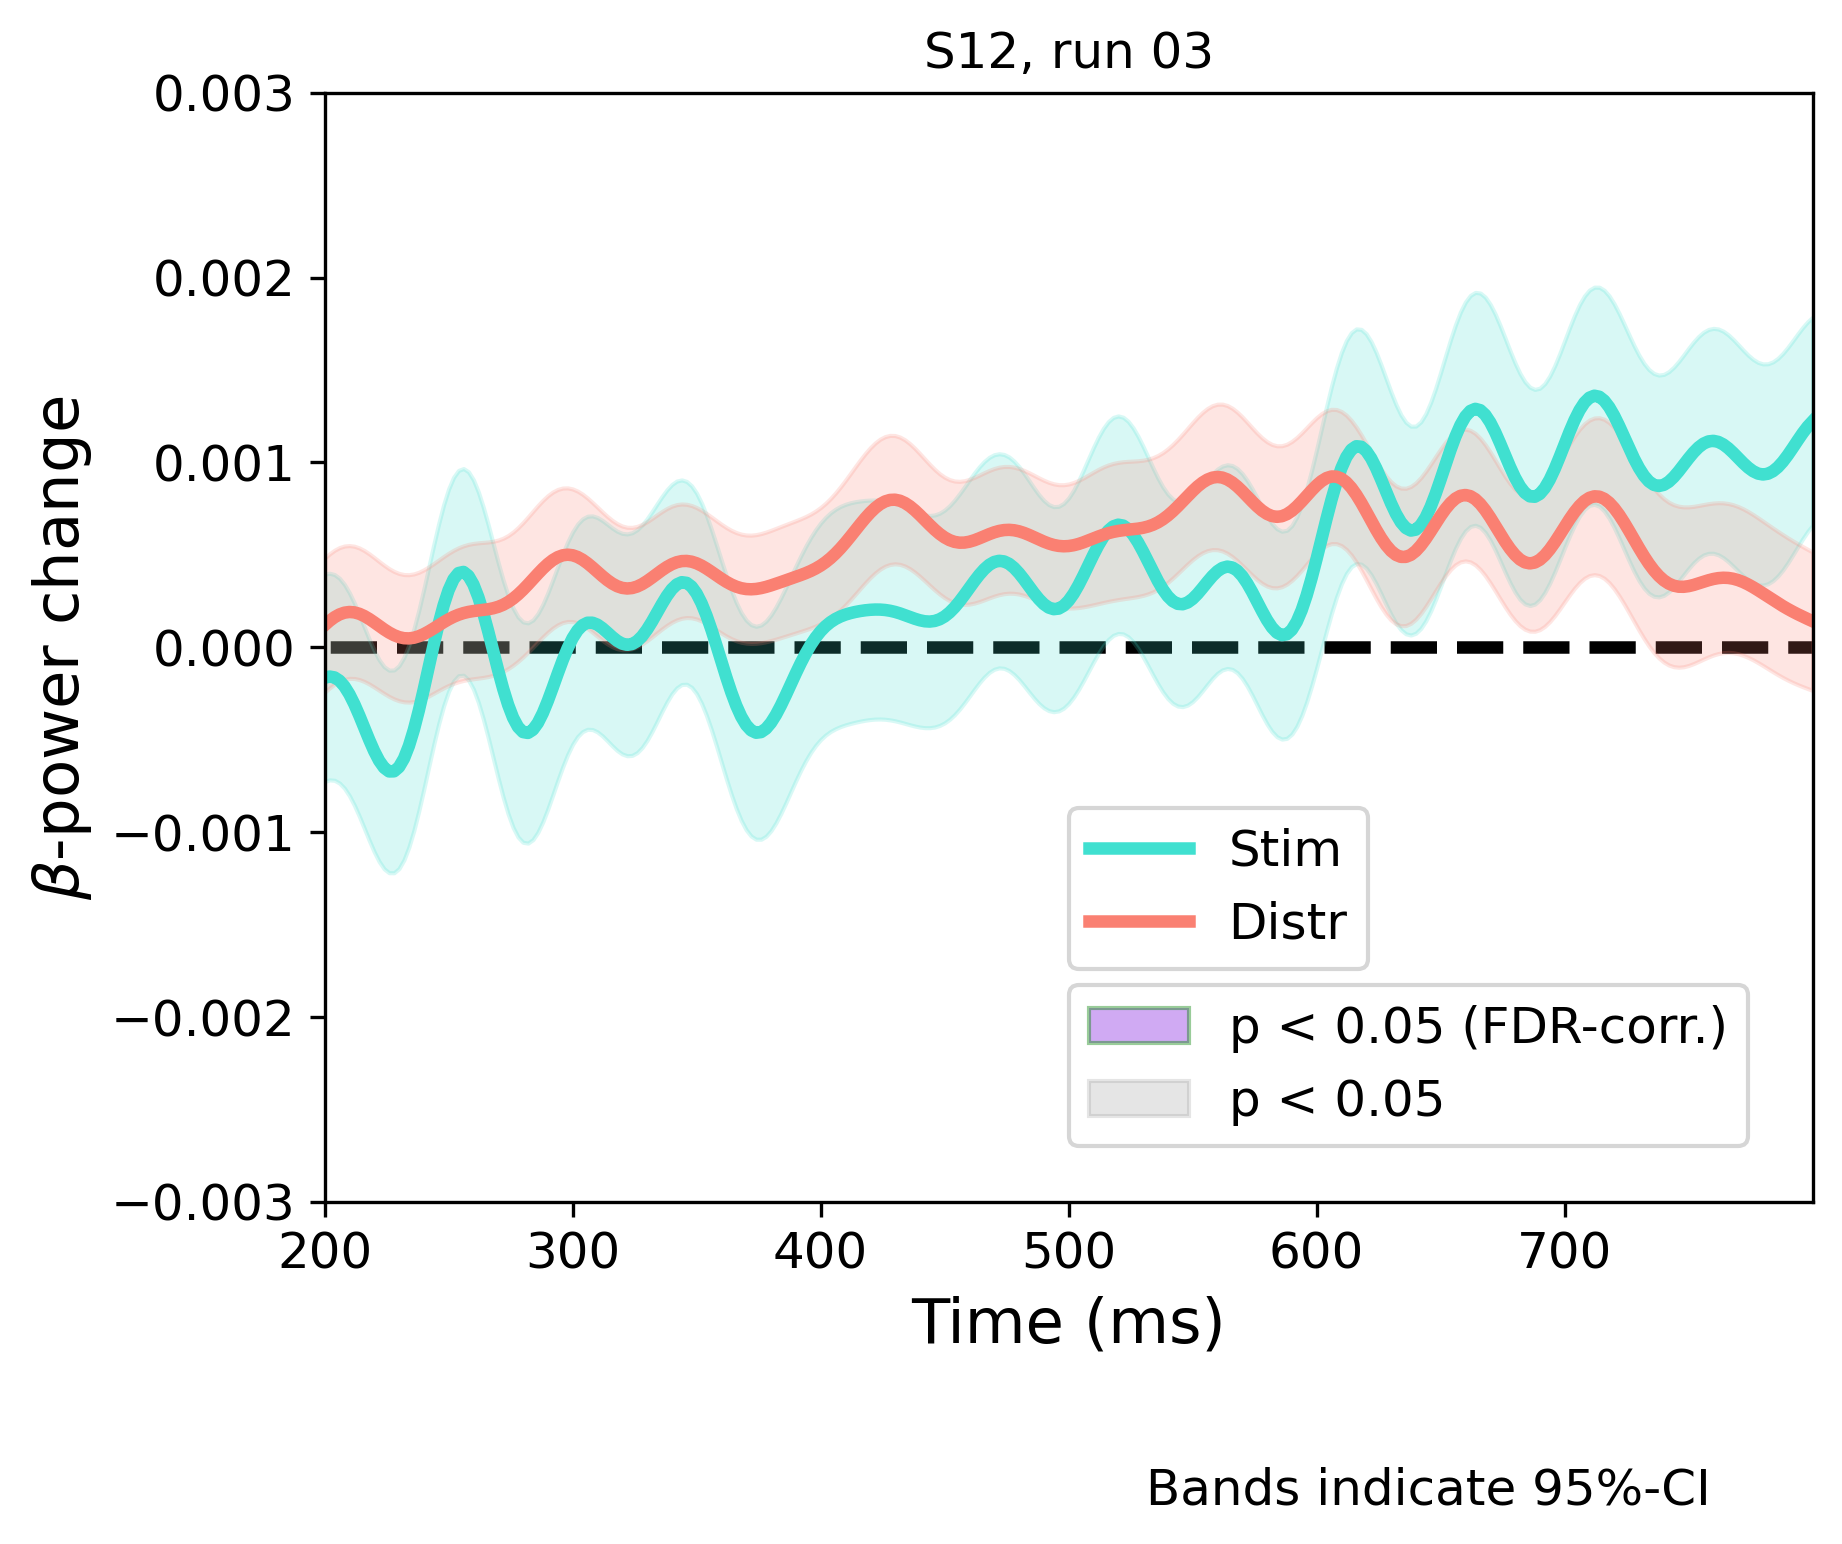 S12, run 03
0.003
0.002
0.001
0.000
−0.001
−0.002
−0.003
β-power change
200 300 400 500 600 700
Time (ms)
Stim
Distr
p < 0.05 (FDR-corr.)
p < 0.05
Bands indicate 95%-CI